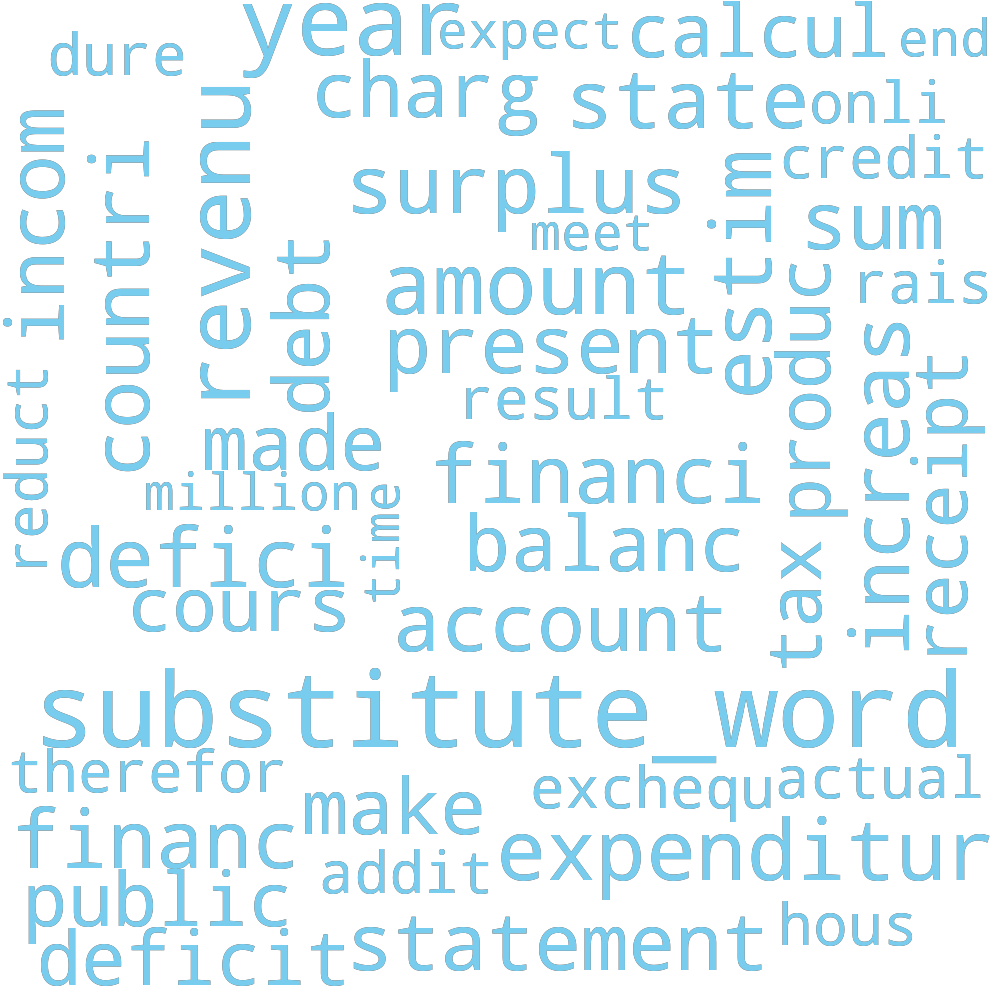 year
expect
calcul
end
dure
charg
state
onli
incom
countri
revenu
surplus
estim
credit
debt
meet
sum
amount
produc
rais
present
increas
receipt
reduct
result
made
financi
million
time
defici
balanc
tax
cours
account
substitute_word
therefor
exchequ
actual
make
financ
expenditur
addit
public
hous
deficit
statement